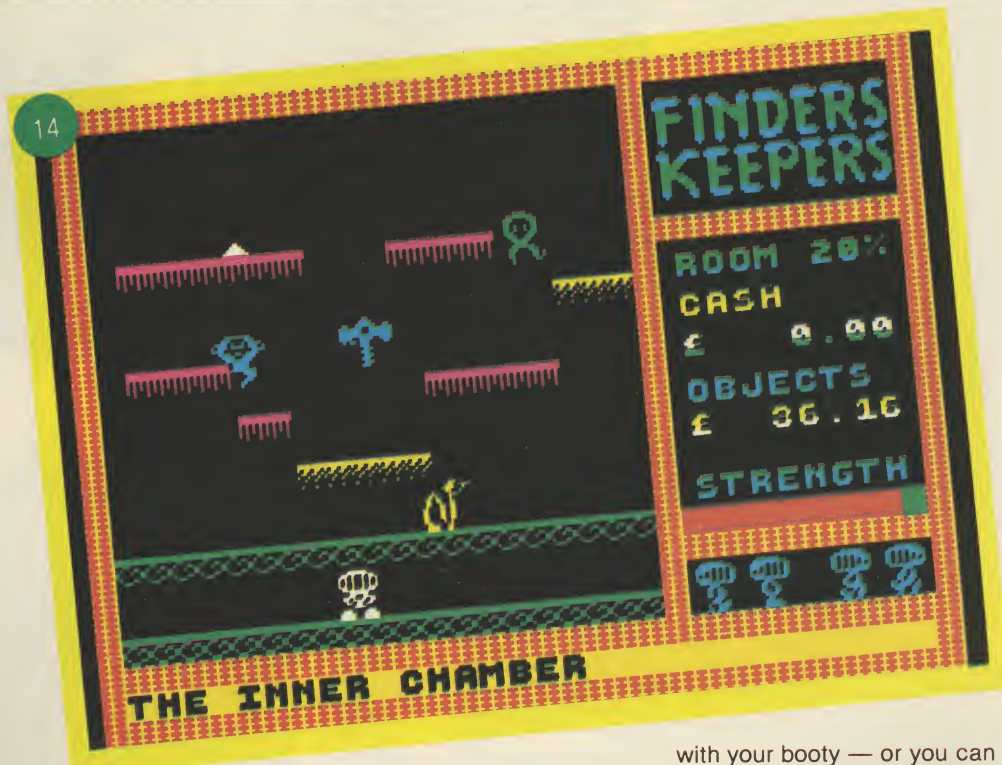 14
FINDERS
KEEPERS
ROOM 20%
CASH
£ 0.00
OBJECTS
£ 36.16
STRENGTH
THE INNER CHAMBER
with your booty — or you can